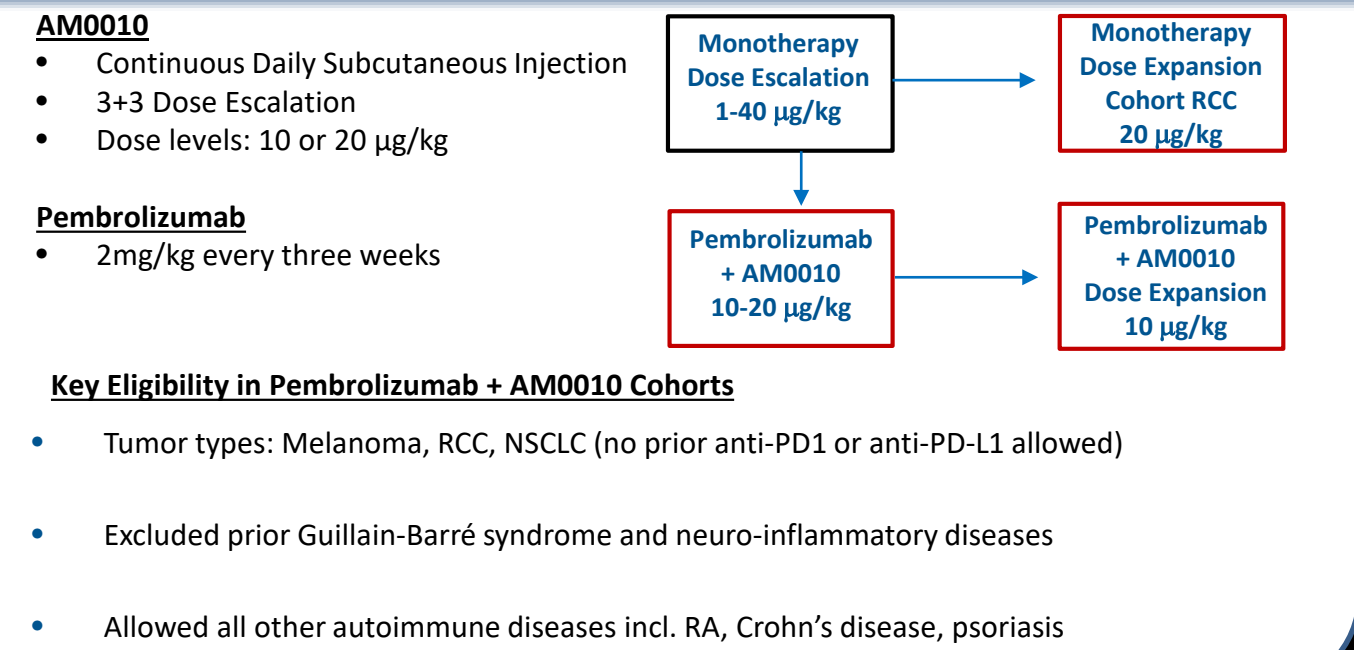 AM0010
• Continuous Daily Subcutaneous Injection
• 3+3 Dose Escalation
• Dose levels: 10 or 20 μg/kg
Pembrolizumab
• 2mg/kg every three weeks
Monotherapy
Dose Escalation
1-40 μg/kg
Monotherapy
Dose Expansion
Cohort RCC
20 μg/kg
Pembrolizumab
+ AM0010
10-20 μg/kg
Pembrolizumab
+ AM0010
Dose Expansion
10 μg/kg
Key Eligibility in Pembrolizumab + AM0010 Cohorts
• Tumor types: Melanoma, RCC, NSCLC (no prior anti-PD1 or anti-PD-L1 allowed)
• Excluded prior Guillain-Barré syndrome and neuro-inflammatory diseases
• Allowed all other autoimmune diseases incl. RA, Crohn’s disease, psoriasis